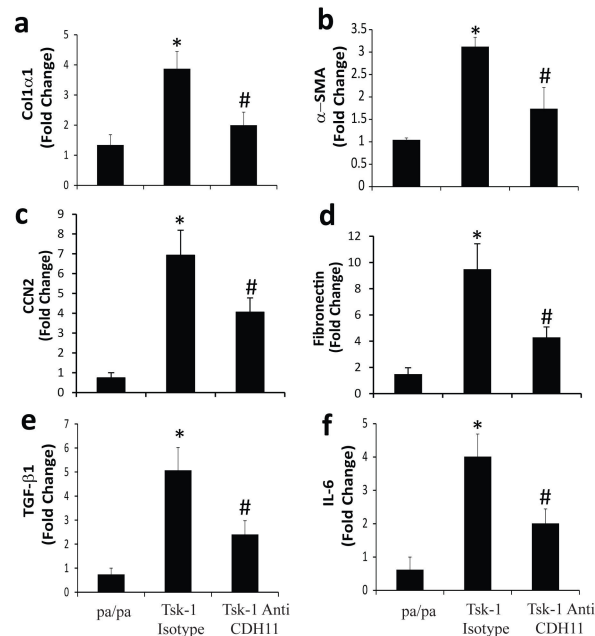 a
Col1α1
(Fold Change)
5
4
3
2
1
0
*
#
b
α–SMA
(Fold Change)
3.5
3
2.5
2
1.5
1
0.5
0
*
#
c
CCN2
(Fold Change)
9
8
7
6
5
4
3
2
1
0
*
#
d
Fibronectin
(Fold Change)
12
10
8
6
4
2
0
*
#
e
TGF-β1
(Fold Change)
7
6
5
4
3
2
1
0
*
#
pa/pa
Tsk-1
Isotype
Tsk-1 Anti
CDH11
f
IL-6
(Fold Change)
5
4
3
2
1
0
*
#
pa/pa
Tsk-1
Isotype
Tsk-1 Anti
CDH11